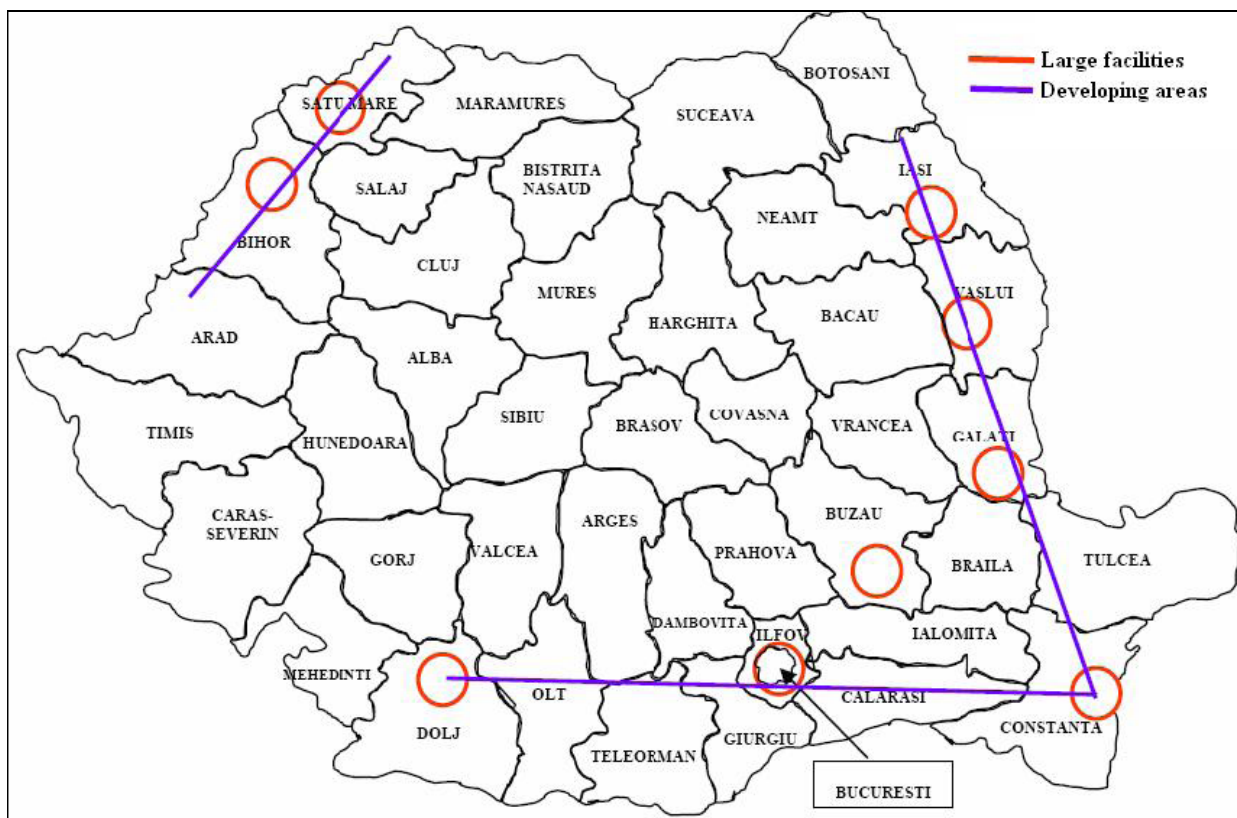 Large facilities
Developing areas
BOTOSANI
SATU MARE
MARAMURES
SUCEAVA
IASI
SALAJ
BISTRITA
NASAUD
NEAMT
BIHOR
CLUJ
MURES
VASLUI
BACAU
HARGHITA
ARAD
ALBA
SIBIU
BRASOV
COVASNA
VRANCEA
GALATI
TIMIS
HUNEDOARA
CARAS-
SEVERIN
GORJ
VALCEA
ARGES
PRAHOVA
BUZAU
BRAILA
TULCEA
DAMBOVITA
ILFOV
IALOMITA
MEHEDINTI
OLT
CALARASI
CONSTANTA
DOLJ
TELEORMAN
GIURGIU
BUCURESTI